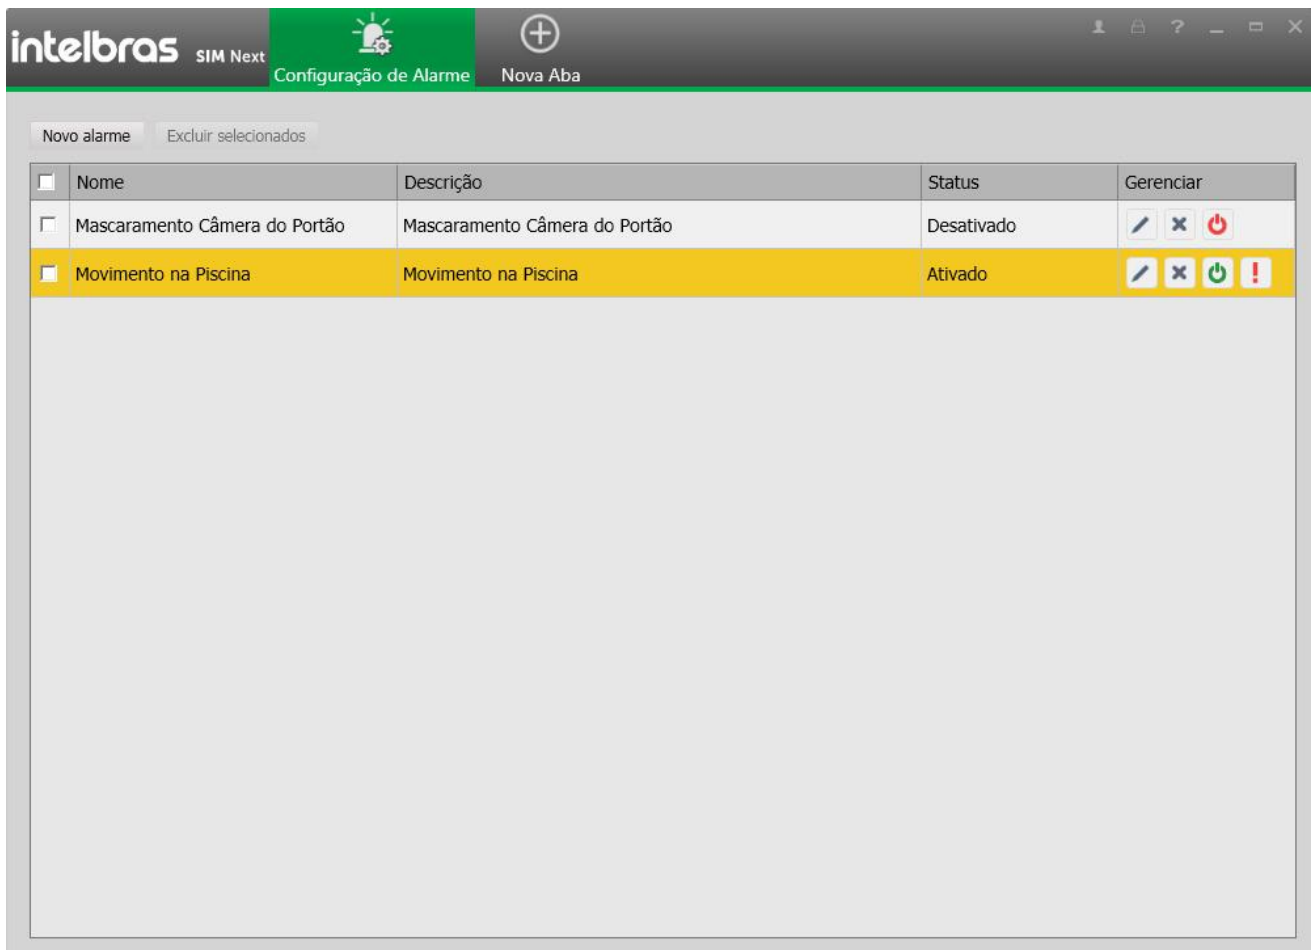 intelbras SIM Next
Configuração de Alarme
Nova Aba
?
Novo alarme Excluir selecionados
Nome Descrição Status Gerenciar
Mascaramento Câmera do Portão Mascaramento Câmera do Portão Desativado
Movimento na Piscina Movimento na Piscina Ativado !